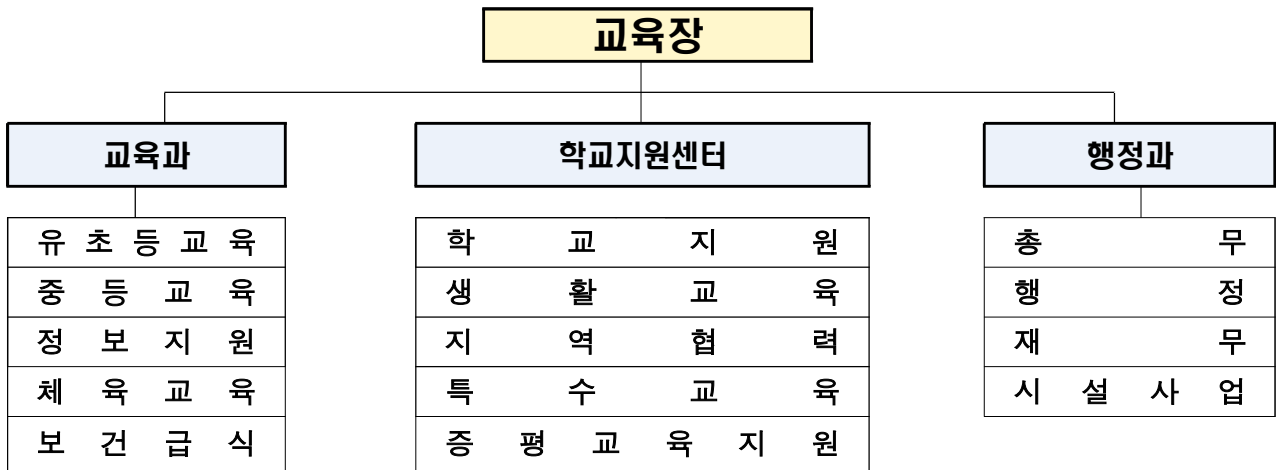 교육장
교육과
학교지원센터
행정과
유초등교육
중등교육
정보지원
체육교육
보건급식
학교지원
생활교육
지역협력
특수교육
증평교육지원
총무
행정
재무
시설사업